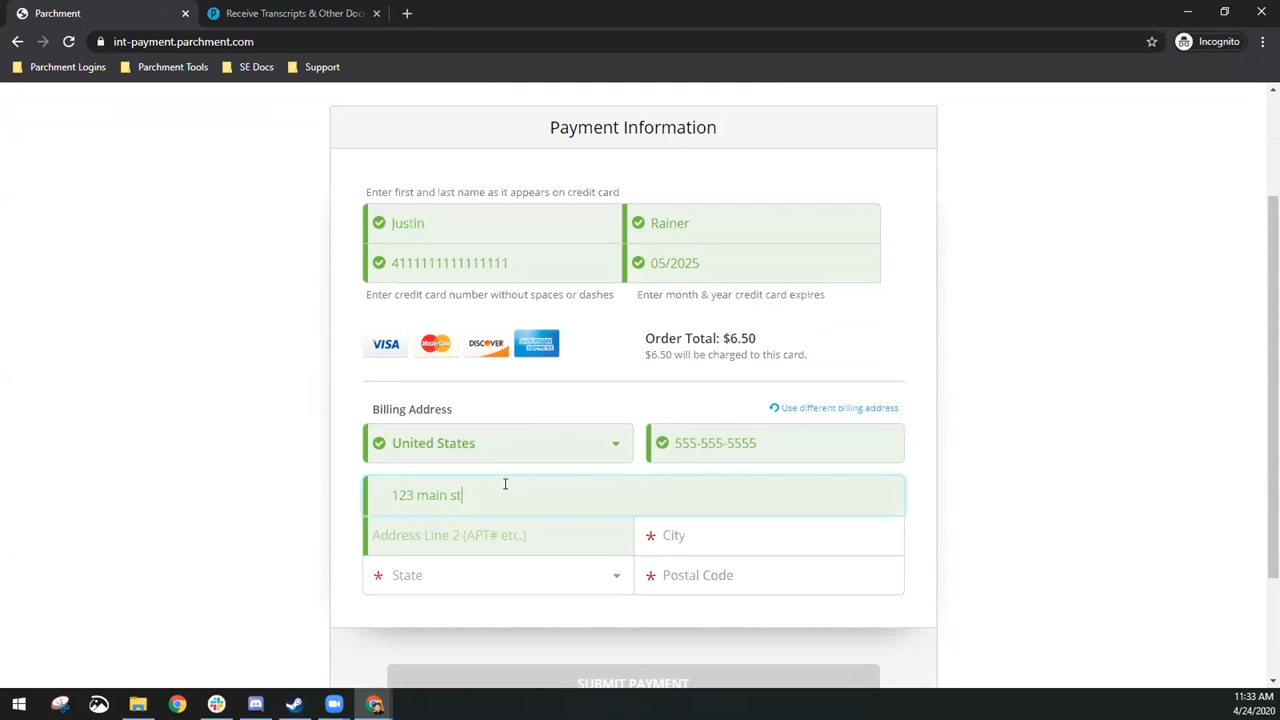 Parchment
Receive Transcripts & Other Doc
int-payment.parchment.com
Incognito
Parchment Logins
Parchment Tools
SE Docs
Support
Payment Information
Enter first and last name as it appears on credit card
Justin
Rainer
4111111111111111
05/2025
Enter credit card number without spaces or dashes
Enter month & year credit card expires
VISA
MasterCard
DISCOVER
AMERICAN EXPRESS
Order Total: $6.50
$6.50 will be charged to this card.
Billing Address
Use different billing address
United States
555-555-5555
123 main st
Address Line 2 (APT# etc.)
* City
* State
* Postal Code
SUBMIT PAYMENT
11:33 AM
4/24/2020